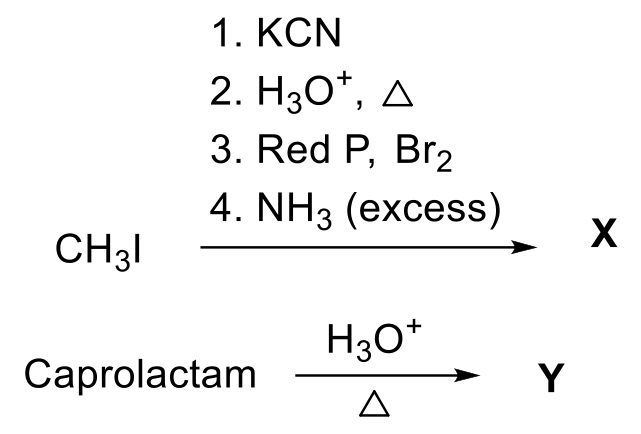 1. KCN
2. H₃O⁺, △
3. Red P, Br₂
4. NH₃ (excess)
CH₃I X
H₃O⁺
Caprolactam Y
△